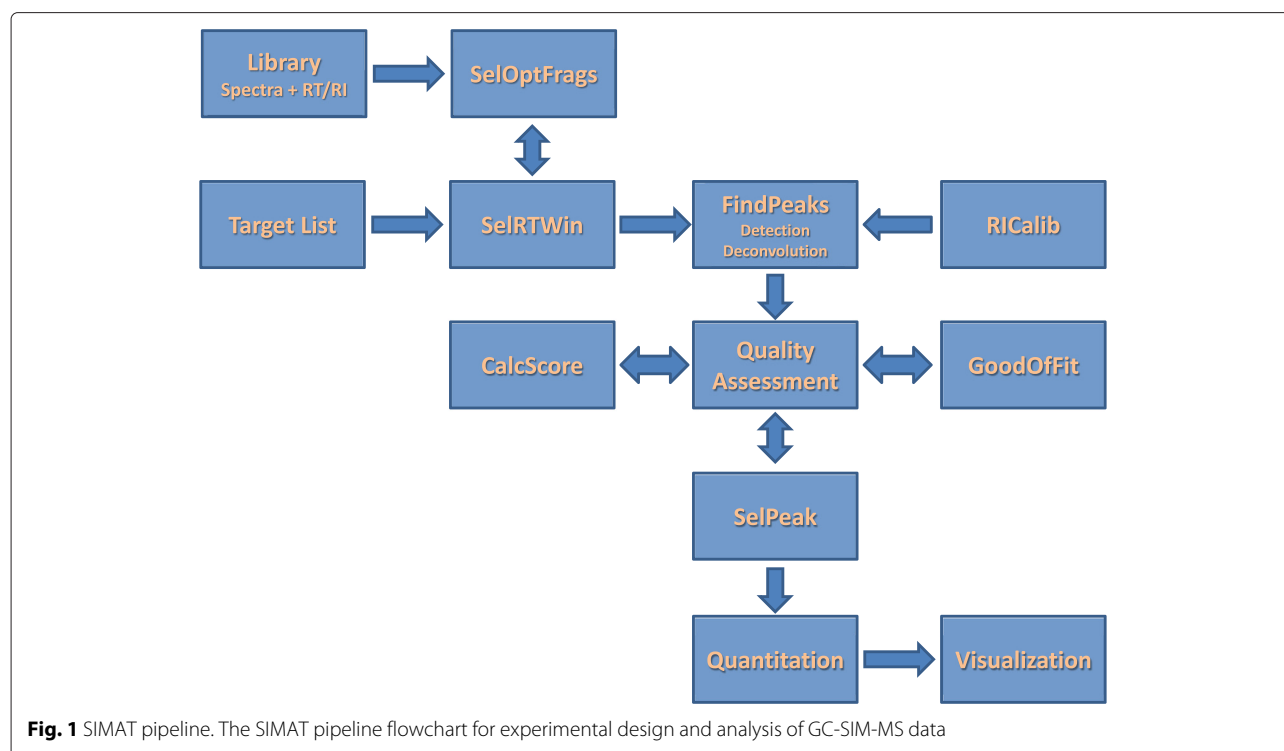 Library
Spectra + RT/RI
SelOptFrags
Target List
SelRTWin
FindPeaks
Detection
Deconvolution
RICalib
CalcScore
Quality
Assessment
GoodOfFit
SelPeak
Quantitation
Visualization
Fig. 1 SIMAT pipeline. The SIMAT pipeline flowchart for experimental design and analysis of GC-SIM-MS data